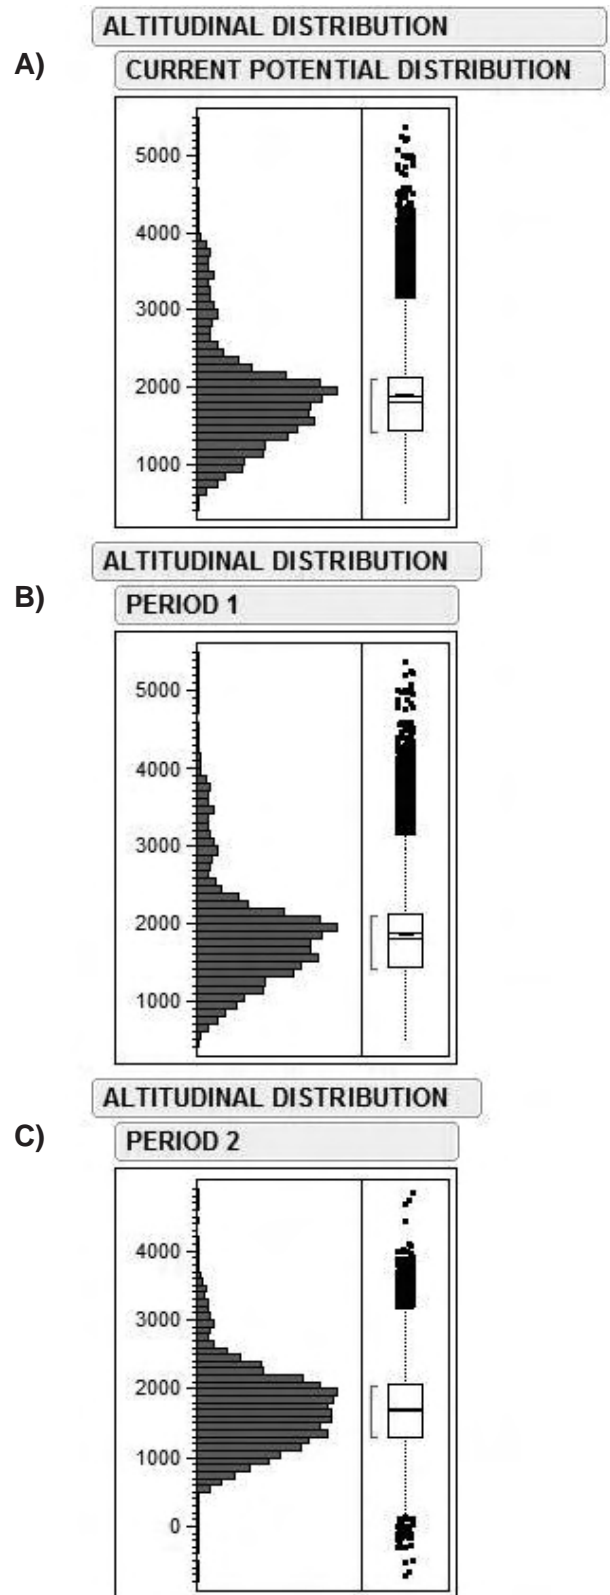 ALTITUDINAL DISTRIBUTION
A)
CURRENT POTENTIAL DISTRIBUTION
5000
4000
3000
2000
1000
ALTITUDINAL DISTRIBUTION
B)
PERIOD 1
5000
4000
3000
2000
1000
ALTITUDINAL DISTRIBUTION
C)
PERIOD 2
4000
3000
2000
1000
0